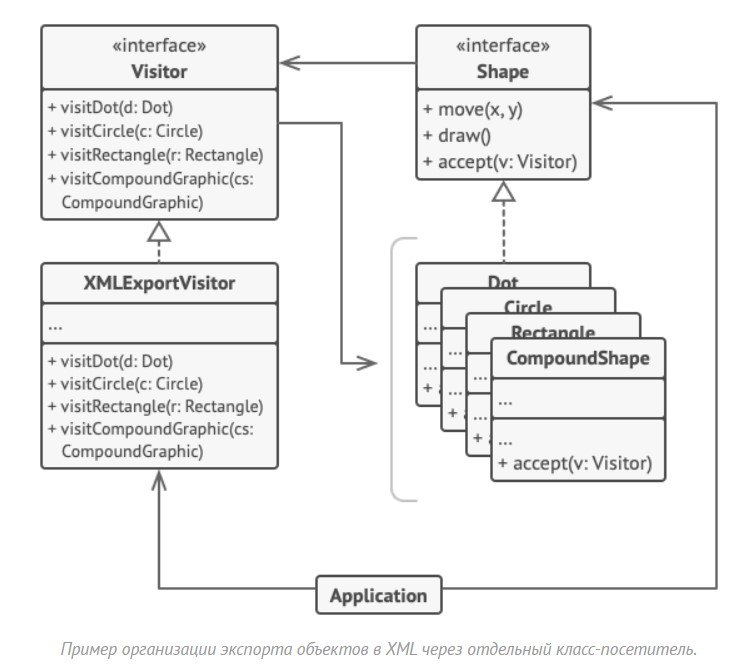 «interface»
Visitor
+ visitDot(d: Dot)
+ visitCircle(c: Circle)
+ visitRectangle(r: Rectangle)
+ visitCompoundGraphic(cs:
CompoundGraphic)
«interface»
Shape
+ move(x, y)
+ draw()
+ accept(v: Visitor)
XMLExportVisitor
...
+ visitDot(d: Dot)
+ visitCircle(c: Circle)
+ visitRectangle(r: Rectangle)
+ visitCompoundGraphic(cs:
CompoundGraphic)
Dot
...
...
+
Circle
...
...
+
Rectangle
...
...
+
CompoundShape
...
...
+ accept(v: Visitor)
Application
Пример организации экспорта объектов в XML через отдельный класс-посетитель.